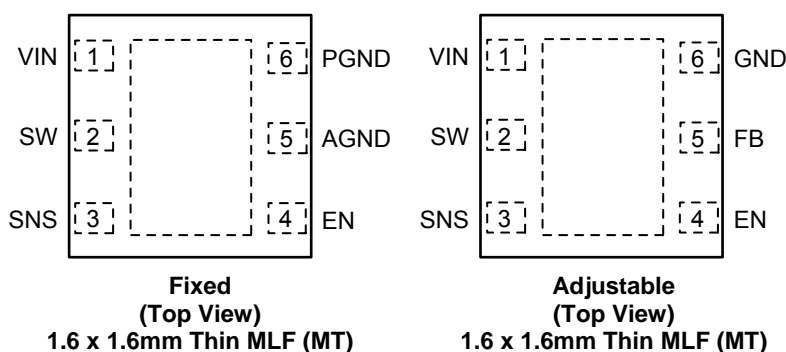 VIN 1 6 PGND
SW 2 5 AGND
SNS 3 4 EN
Fixed
(Top View)
1.6 x 1.6mm Thin MLF (MT)
VIN 1 6 GND
SW 2 5 FB
SNS 3 4 EN
Adjustable
(Top View)
1.6 x 1.6mm Thin MLF (MT)